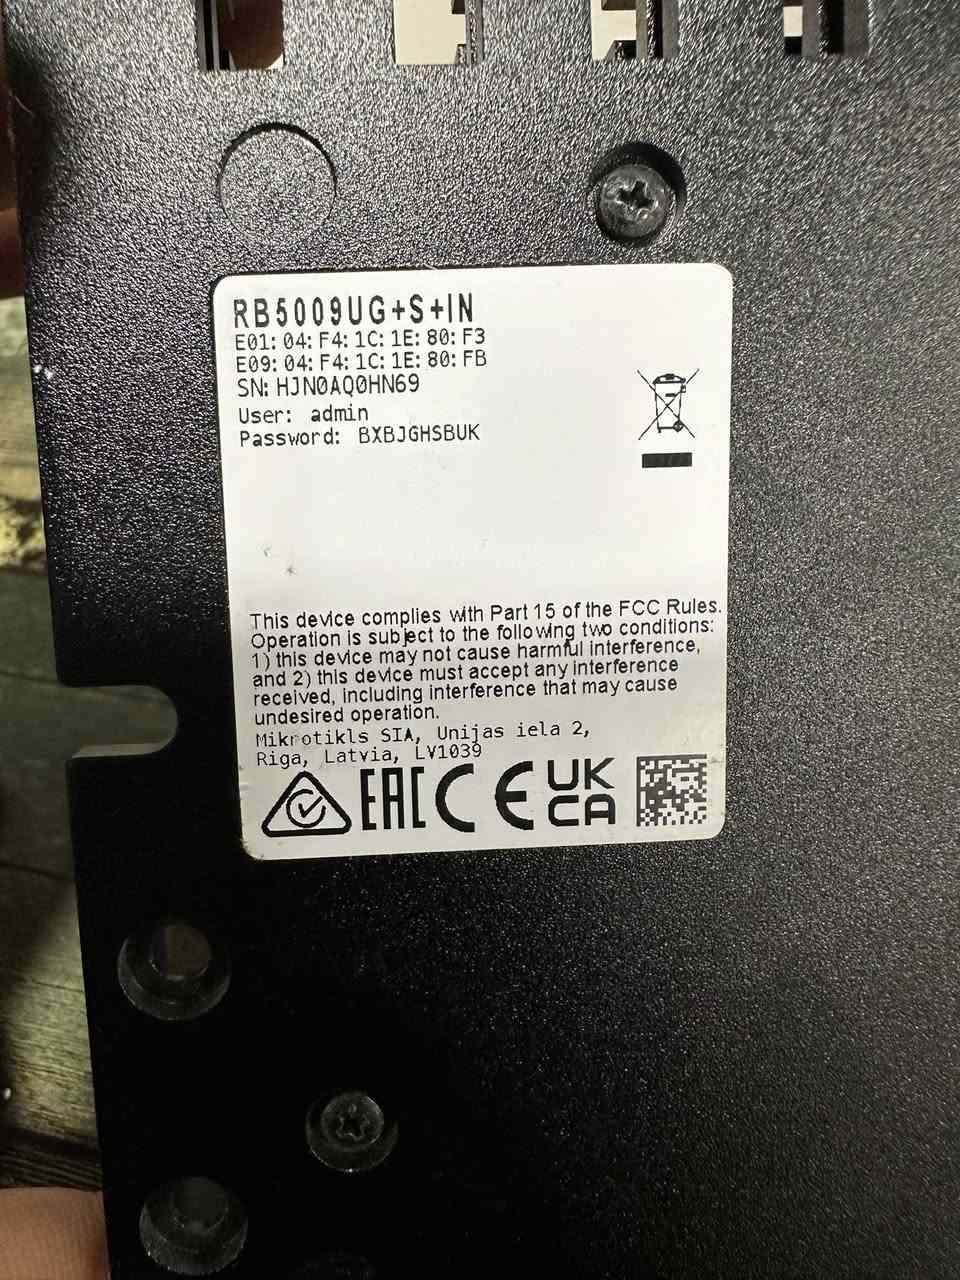 RB5009UG+S+IN
E01:04:F4:1C:1E:80:F3
E09:04:F4:1C:1E:80:FB
SN: HJN0AQ0HN69
User: admin
Password: BXBJGHSBUK
This device complies with Part 15 of the FCC Rules.
Operation is subject to the following two conditions:
1) this device may not cause harmful interference,
and 2) this device must accept any interference
received, including interference that may cause
undesired operation.
Mikrotikls SIA, Unijas iela 2,
Riga, Latvia, LV1039
EAC CE UK
CA